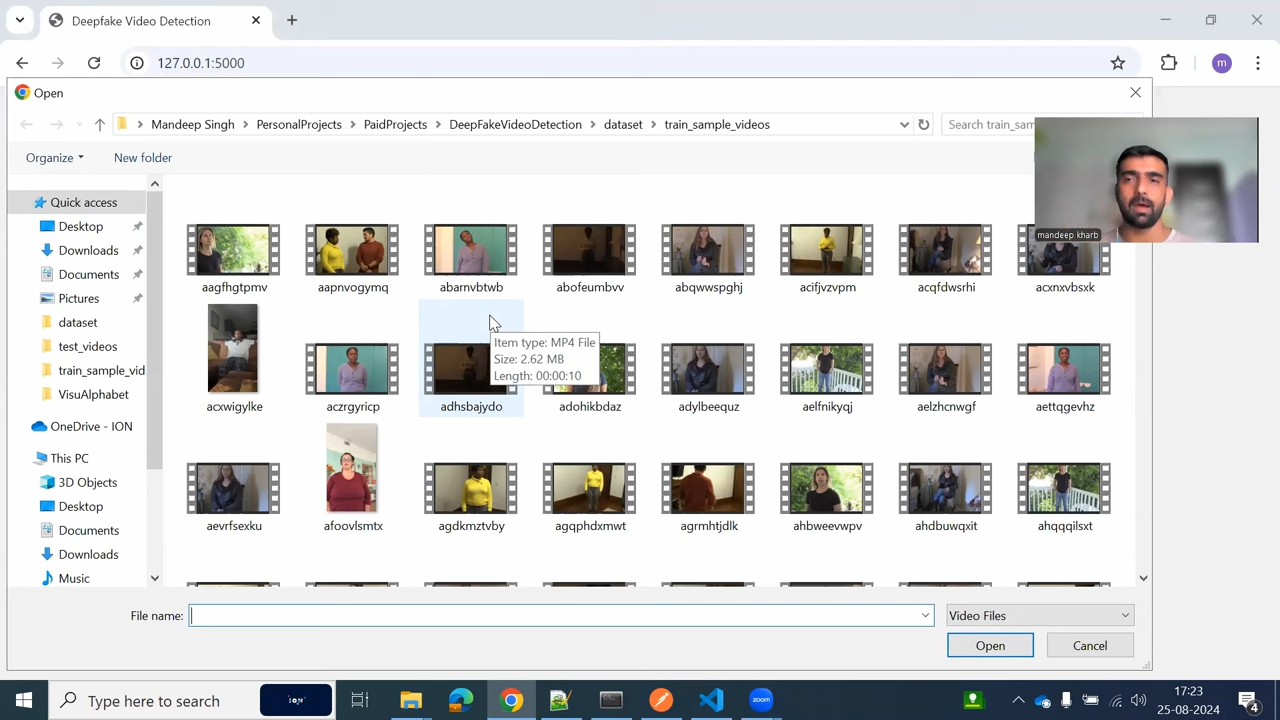 Deepfake Video Detection
127.0.0.1:5000
m
Open
Mandeep Singh > PersonalProjects > PaidProjects > DeepFakeVideoDetection > dataset > train_sample_videos
Search train_sam
Organize
New folder
mandeep kharb
Quick access
Desktop
Downloads
Documents
Pictures
dataset
test_videos
train_sample_vid
VisuAlphabet
OneDrive - ION
This PC
3D Objects
Desktop
Documents
Downloads
Music
aagfhgtpmv aapnvogymq abarnvbtwb abofeumbvv abqwwspghj acifjvzvpm acqfdwsrhi acxnxvbsxk
acxwigylke aczrgyricp adhsbajydo adohikbdaz adylbeequz aelfnikyqj aelzhcnwgf aettqgevhz
Item type: MP4 File
Size: 2.62 MB
Length: 00:00:10
aevrfsexku afoovlsmtx agdkmztvby agqphdxmwt agrmhtjdlk ahbweevwpv ahdbuwqxit ahqqqilsxt
File name:
Video Files
Open
Cancel
Type here to search
zoom
17:23
25-08-2024
4